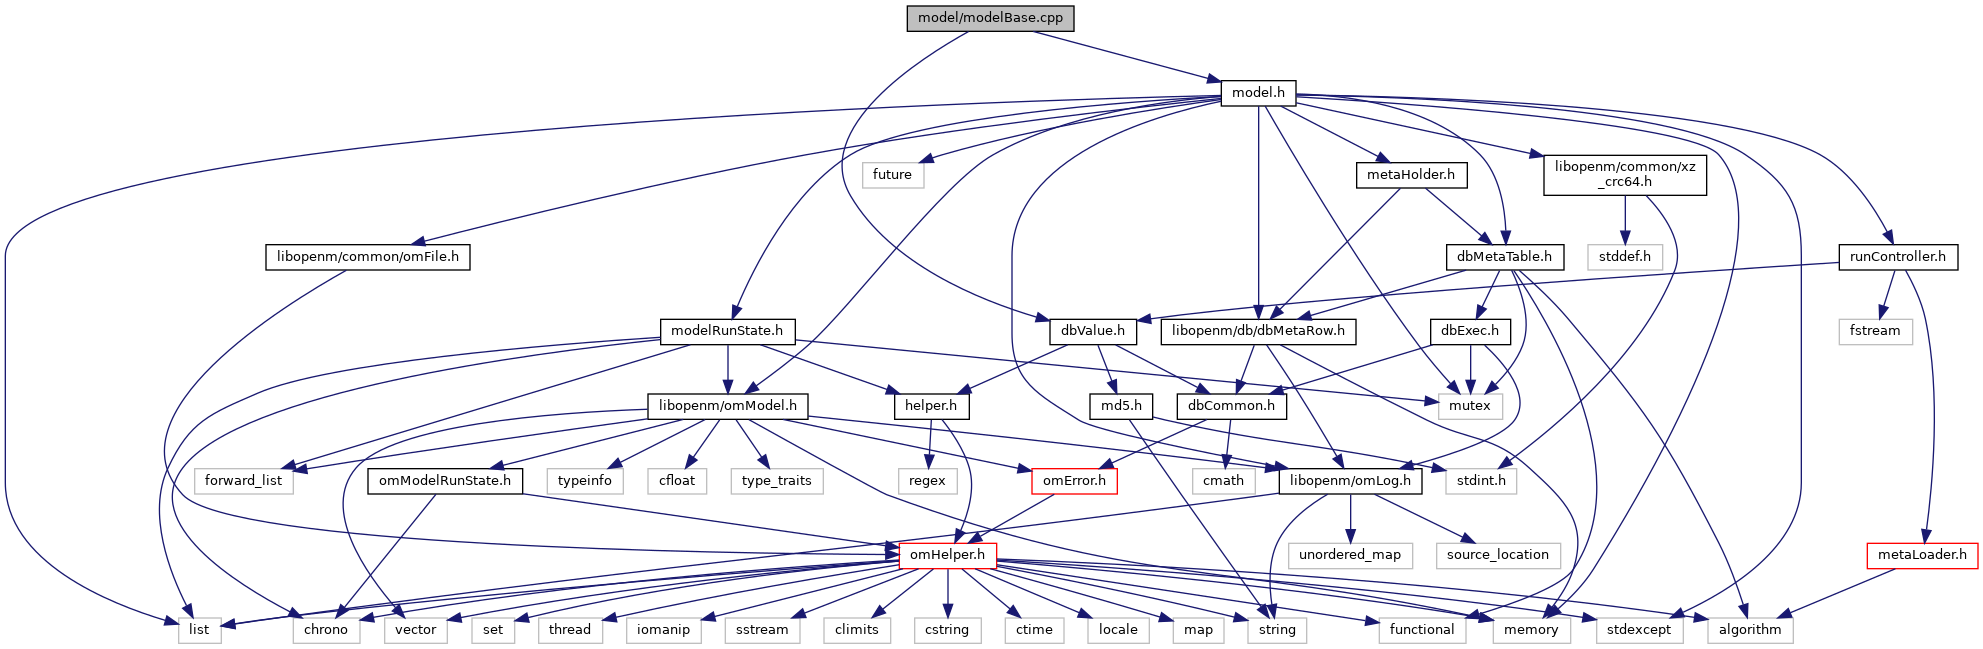 model/modelBase.cpp
model.h
future
metaHolder.h
libopenm/common/xz
_crc64.h
libopenm/common/omFile.h
dbMetaTable.h
stddef.h
runController.h
modelRunState.h
dbValue.h
libopenm/db/dbMetaRow.h
dbExec.h
fstream
libopenm/omModel.h
helper.h
md5.h
dbCommon.h
mutex
forward_list
omModelRunState.h
typeinfo
cfloat
type_traits
regex
omError.h
cmath
libopenm/omLog.h
stdint.h
omHelper.h
unordered_map
source_location
metaLoader.h
list
chrono
vector
set
thread
iomanip
sstream
climits
cstring
ctime
locale
map
string
functional
memory
stdexcept
algorithm